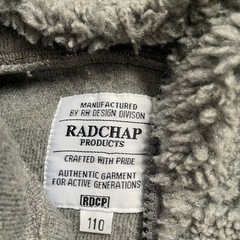 MANUFACTURED
BY RH DESIGN DIVISON
RADCHAP
PRODUCTS
CRAFTED WITH PRIDE
AUTHENTIC GARMENT
FOR ACTIVE GENERATIONS
RDCP
110